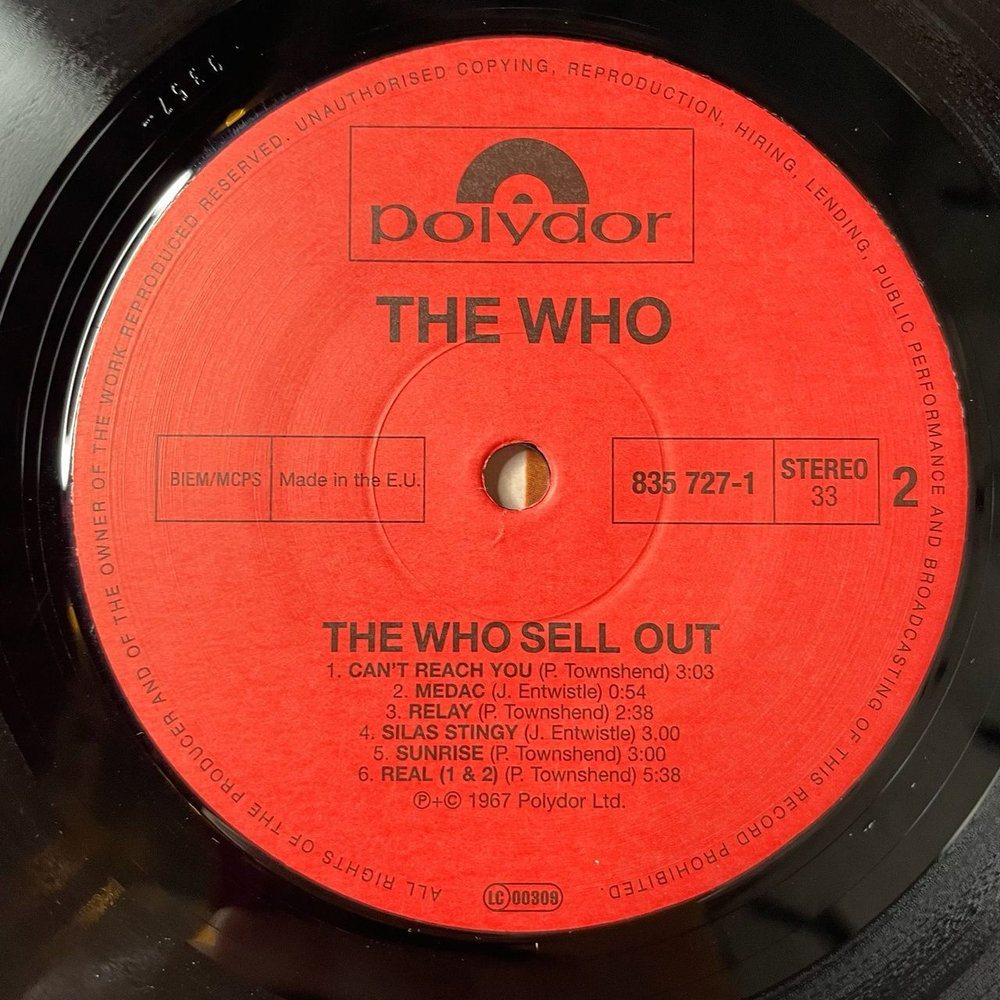 polydor
THE WHO
BIEM/MCPS Made in the E.U.
835 727-1 STEREO 33 2
THE WHO SELL OUT
1. CAN'T REACH YOU (P. Townshend) 3:03
2. MEDAC (J. Entwistle) 0:54
3. RELAY (P. Townshend) 2:38
4. SILAS STINGY (J. Entwistle) 3.00
5. SUNRISE (P. Townshend) 3:00
6. REAL (1 & 2) (P. Townshend) 5:38
℗+© 1967 Polydor Ltd.
LC 00309
ALL RIGHTS OF THE PRODUCER AND OF THE OWNER OF THE WORK REPRODUCED RESERVED. UNAUTHORISED COPYING, REPRODUCTION, HIRING, LENDING, PUBLIC PERFORMANCE AND BROADCASTING OF THIS RECORD PROHIBITED.